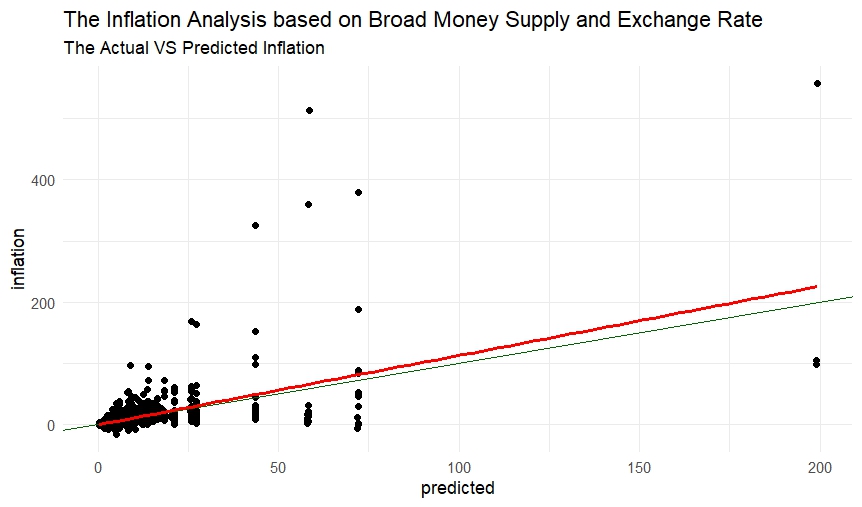 The Inflation Analysis based on Broad Money Supply and Exchange Rate
The Actual VS Predicted Inflation
inflation
400
200
0
0 50 100 150 200
predicted